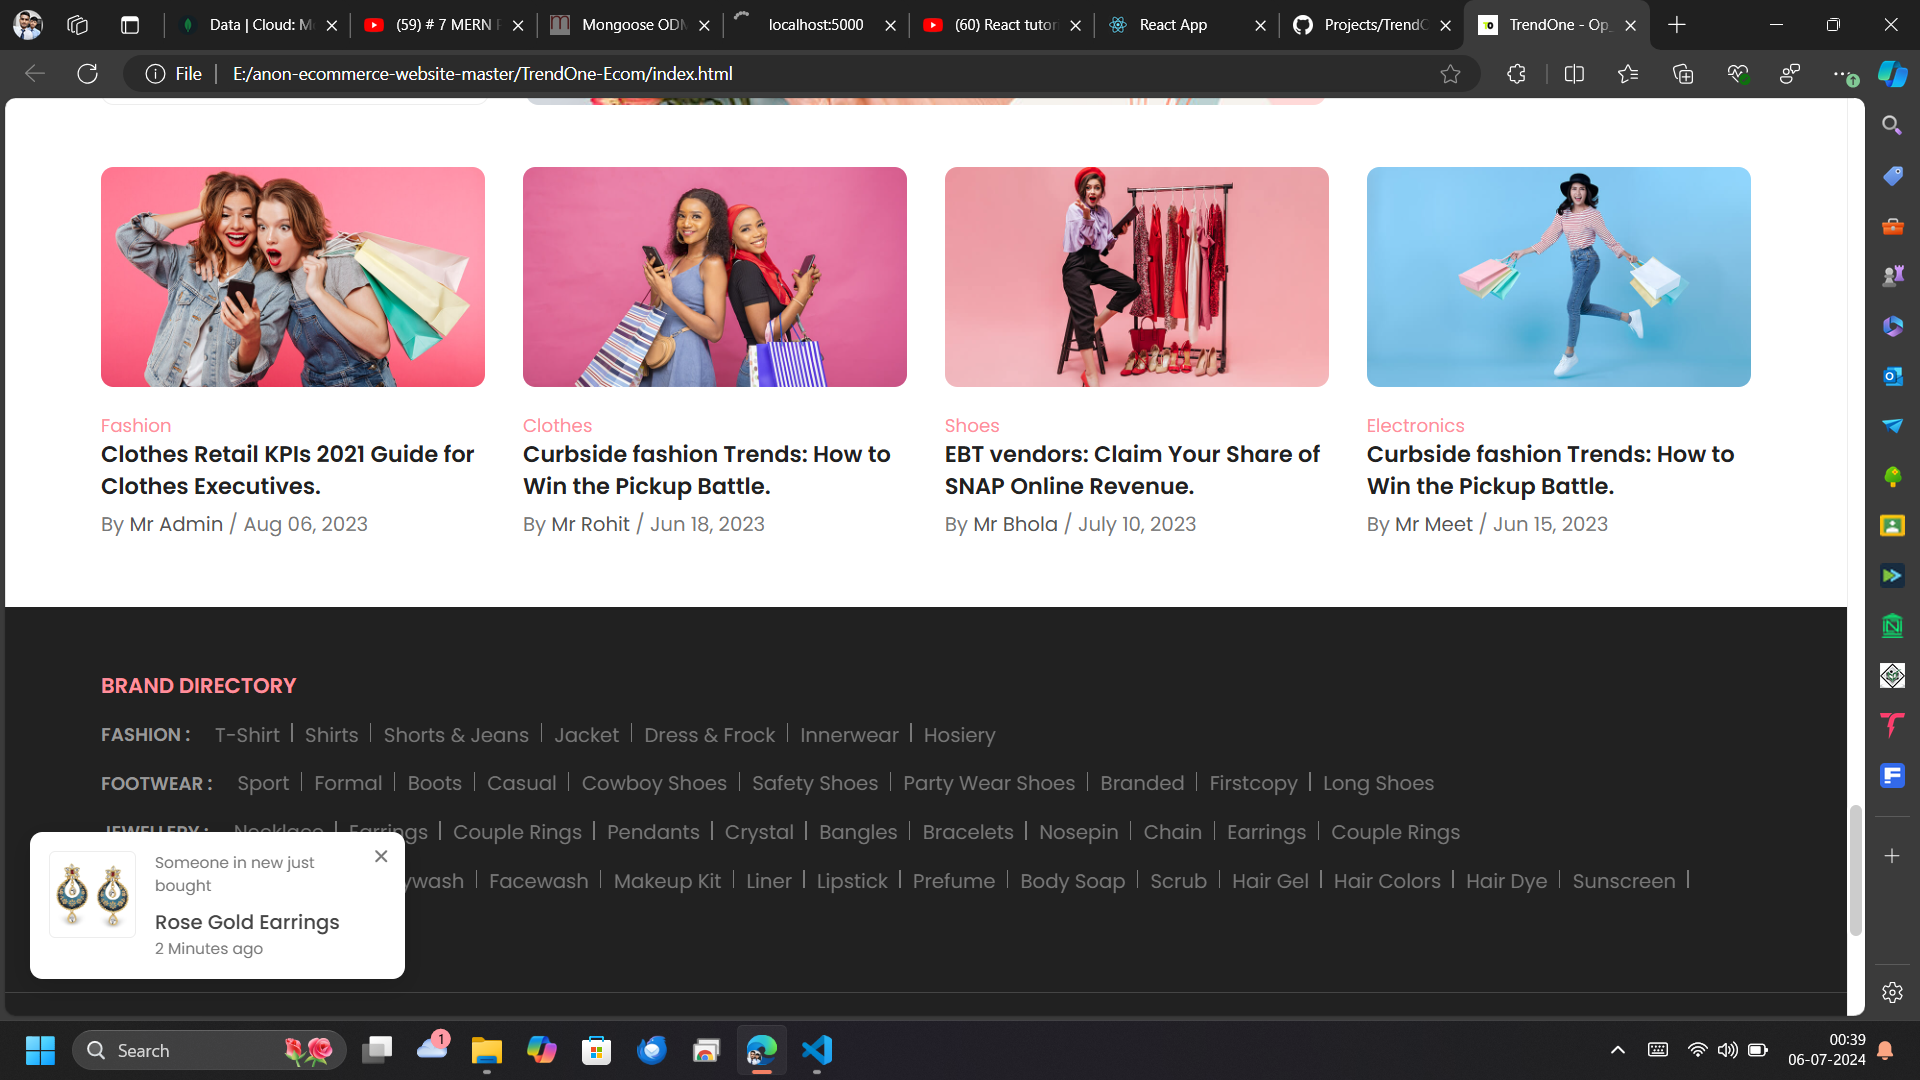 Data | Cloud: M
(59) # 7 MERN
Mongoose ODM
localhost:5000
(60) React tutor
React App
Projects/Trend
TrendOne - Op
File
E:/anon-ecommerce-website-master/TrendOne-Ecom/index.html
Fashion
Clothes Retail KPIs 2021 Guide for
Clothes Executives.
By Mr Admin / Aug 06, 2023
Clothes
Curbside fashion Trends: How to
Win the Pickup Battle.
By Mr Rohit / Jun 18, 2023
Shoes
EBT vendors: Claim Your Share of
SNAP Online Revenue.
By Mr Bhola / July 10, 2023
Electronics
Curbside fashion Trends: How to
Win the Pickup Battle.
By Mr Meet / Jun 15, 2023
BRAND DIRECTORY
FASHION : T-Shirt | Shirts | Shorts & Jeans | Jacket | Dress & Frock | Innerwear | Hosiery
FOOTWEAR : Sport | Formal | Boots | Casual | Cowboy Shoes | Safety Shoes | Party Wear Shoes | Branded | Firstcopy | Long Shoes
JEWELLERY : Necklace | Earrings | Couple Rings | Pendants | Crystal | Bangles | Bracelets | Nosepin | Chain | Earrings | Couple Rings
ywash | Facewash | Makeup Kit | Liner | Lipstick | Prefume | Body Soap | Scrub | Hair Gel | Hair Colors | Hair Dye | Sunscreen |
Someone in new just
bought
Rose Gold Earrings
2 Minutes ago
Search
1
00:39
06-07-2024